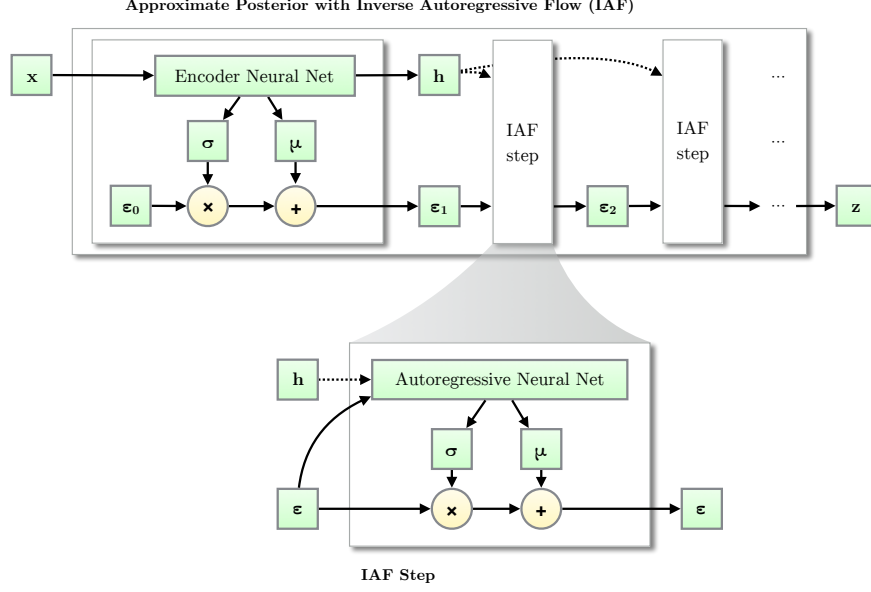 Approximate Posterior with Inverse Autoregressive Flow (IAF)
x
Encoder Neural Net
h
...
σ
μ
IAF
step
IAF
step
...
ε₀
×
+
ε₁
ε₂
...
z
h
Autoregressive Neural Net
σ
μ
ε
×
+
ε
IAF Step